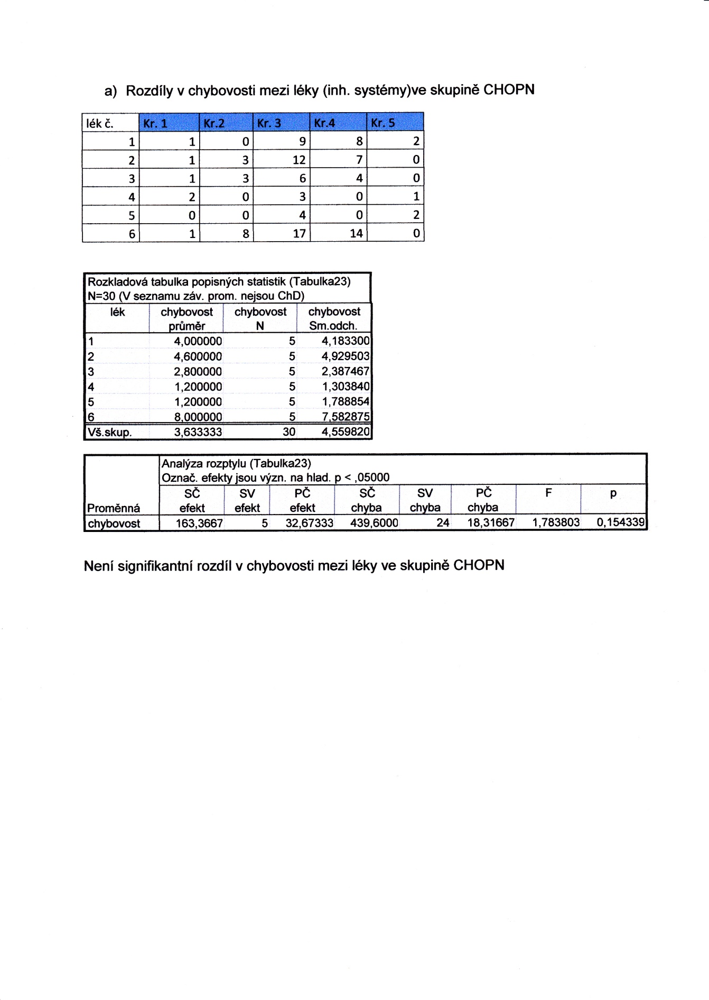 a) Rozdíly v chybovosti mezi léky (inh. systémy)ve skupině CHOPN
lék č. Kr. 1 Kr.2 Kr. 3 Kr.4 Kr. 5
1 1 0 9 8 2
2 1 3 12 7 0
3 1 3 6 4 0
4 2 0 3 0 1
5 0 0 4 0 2
6 1 8 17 14 0
Rozkladová tabulka popisných statistik (Tabulka23)
N=30 (V seznamu záv. prom. nejsou ChD)
lék chybovost chybovost chybovost
průměr N Sm.odch.
1 4,000000 5 4,183300
2 4,600000 5 4,929503
3 2,800000 5 2,387467
4 1,200000 5 1,303840
5 1,200000 5 1,788854
6 8,000000 5 7,582875
Vš.skup. 3,633333 30 4,559820
Analýza rozptylu (Tabulka23)
Označ. efekty jsou význ. na hlad. p < ,05000
SČ SV PČ SČ SV PČ F p
Proměnná efekt efekt efekt chyba chyba chyba
chybovost 163,3667 5 32,67333 439,6000 24 18,31667 1,783803 0,154339
Není signifikantní rozdíl v chybovosti mezi léky ve skupině CHOPN